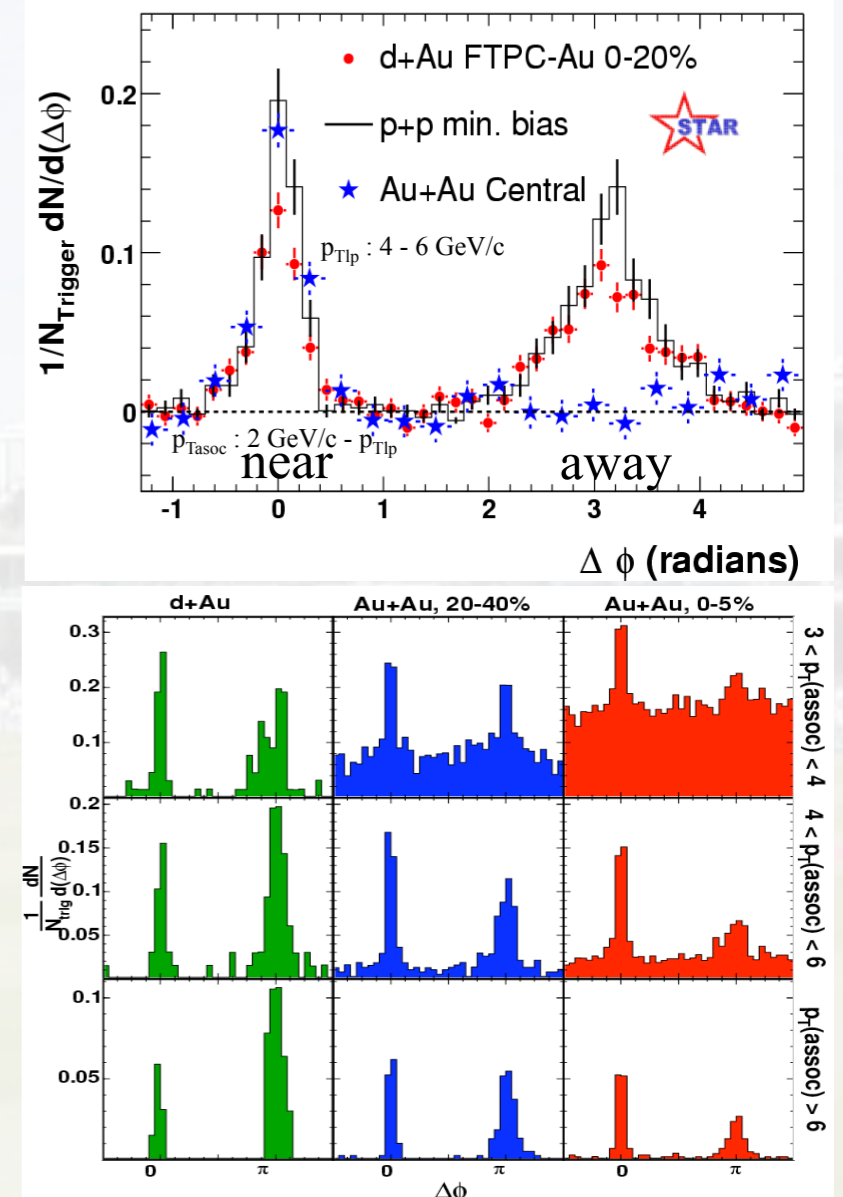 d+Au FTPC-Au 0-20%
p+p min. bias
STAR
Au+Au Central
p_Tlp : 4 - 6 GeV/c
1/N_Trigger dN/d(Δϕ)
0.2
0.1
0
p_Tasoc : 2 GeV/c - p_Tlp
near
away
-1 0 1 2 3 4
Δ ϕ (radians)
d+Au Au+Au, 20-40% Au+Au, 0-5%
0.3
0.2
0.1
0.2
0.15
0.1
0.05
0.1
0.05
3 < p_T(assoc) < 4
4 < p_T(assoc) < 6
p_T(assoc) > 6
1/N_trig dN/d(Δϕ)
0 π 0 π 0 π
Δϕ